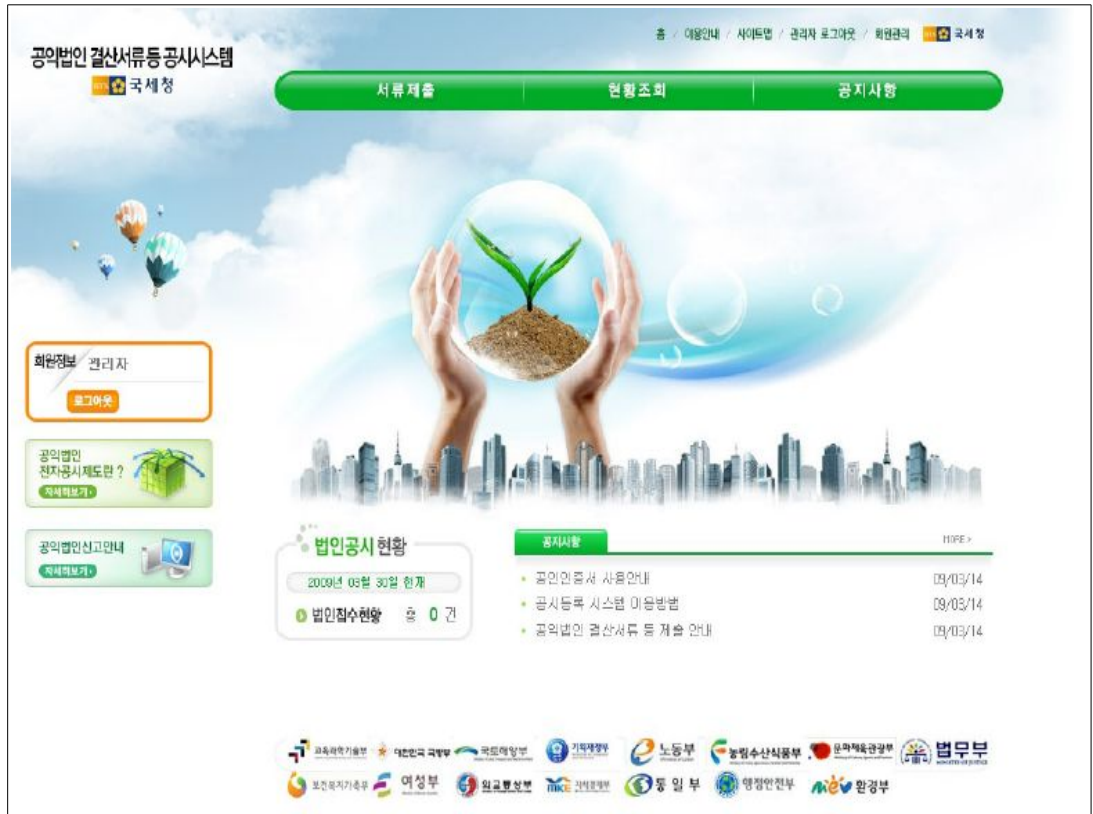 홈 / 이용안내 / 사이트맵 / 관리자 로그아웃 / 회원관리 국세청
공익법인 결산서류 등 공시시스템
국세청
서류제출 현황조회 공지사항
회원정보 관리자
로그아웃
공익법인
전자공시제도란 ?
자세히보기
공익법인신고안내
자세히보기
법인공시 현황
2009년 03월 30일 현재
법인접수현황 총 0 건
공지사항 MORE >
공인인증서 사용안내 09/03/14
공시등록 시스템 이용방법 09/03/14
공익법인 결산서류 등 제출 안내 09/03/14
교육과학기술부 대한민국 국방부 국토해양부 기획재정부 노동부 농림수산식품부 문화체육관광부 법무부
MINISTRY OF JUSTICE
보건복지가족부 여성부 외교통상부 MKE 지식경제부 통일부 행정안전부 mev 환경부